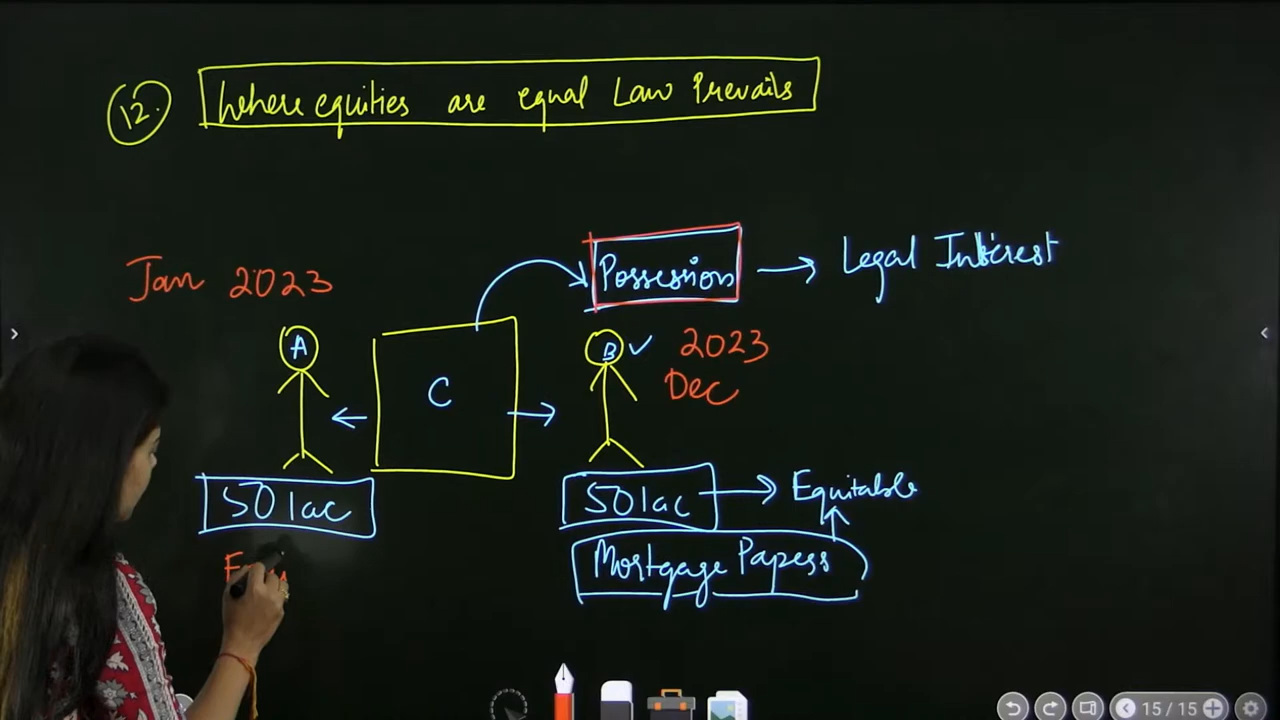 12. Where equities are equal Law Prevails
Possession → Legal Interest
Jan 2023
A
C
B ✓ 2023
Dec
50 lac
50 lac → Equitable
Mortgage Papers
15/15